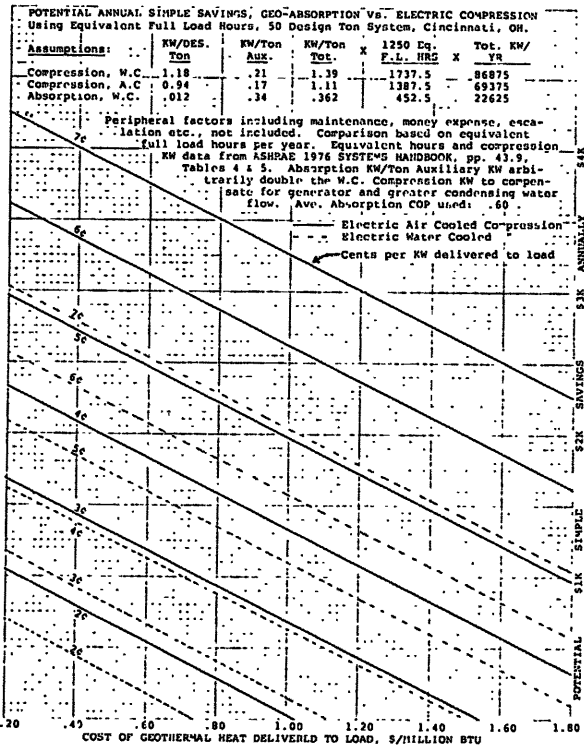 POTENTIAL ANNUAL SIMPLE SAVINGS, GEO-ABSORPTION VS. ELECTRIC COMPRESSION
Using Equivalent Full Load Hours, 50 Design Ton System, Cincinnati, OH.
Assumptions: KW/DES. Ton KW/Ton Aux. KW/Ton Tot. x 1250 Eq. F.L. HRS x Tot. KW/ YR
Compression, W.C. 1.18 .21 1.39 1737.5 86875
Compression, A.C 0.94 .17 1.11 1387.5 69375
Absorption, W.C. .012 .34 .362 452.5 22625
Peripheral factors including maintenance, money expense, esca-
lation etc., not included. Comparison based on equivalent
full load hours per year. Equivalent hours and compression
KW data from ASHRAE 1976 SYSTEMS HANDBOOK, pp. 43.9,
Tables 4 & 5. Absorption KW/Ton Auxiliary KW arbi-
trarily double the W.C. Compression KW to compen-
sate for generator and greater condensing water
flow. Ave. Absorption COP used: .60
Electric Air Cooled Compression
Electric Water Cooled
Cents per KW delivered to load
7¢
6¢
7¢
5¢
6¢
4¢
5¢
3¢
4¢
3¢
2¢
2¢
POTENTIAL SIMPLE SAVINGS ANNUALLY
$1K
$2K
$3K
$4K
.20 .40 .60 .80 1.00 1.20 1.40 1.60 1.80
COST OF GEOTHERMAL HEAT DELIVERED TO LOAD, $/MILLION BTU